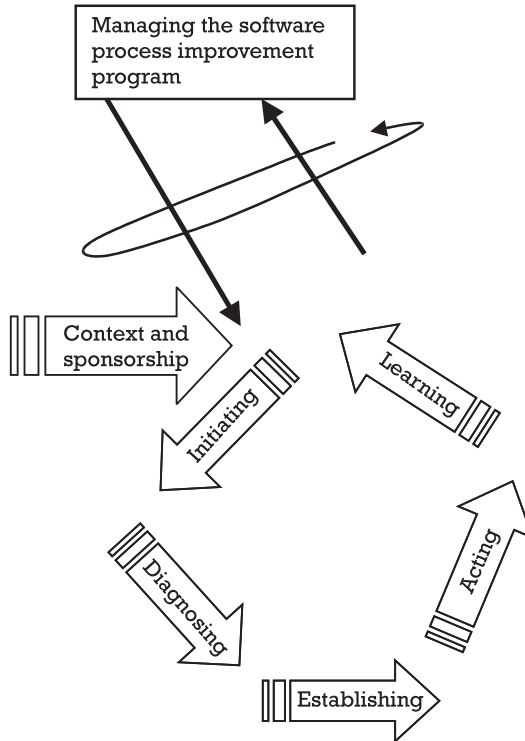 Managing the software
process improvement
program
Context and
sponsorship
Initiating
Diagnosing
Establishing
Acting
Learning